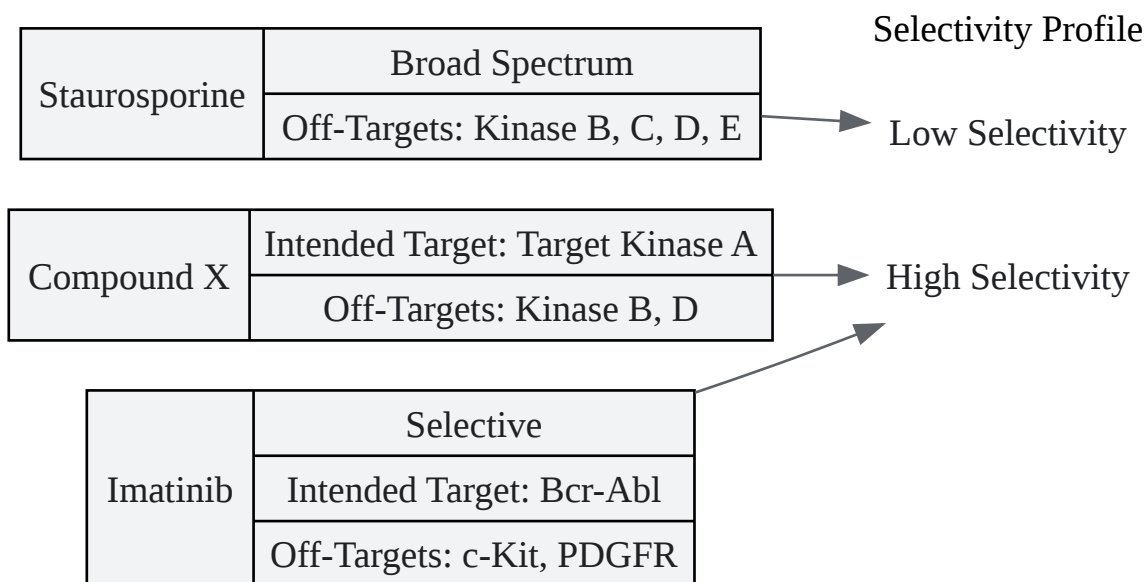 Selectivity Profile
Staurosporine
Broad Spectrum
Off-Targets: Kinase B, C, D, E
Low Selectivity
Compound X
Intended Target: Target Kinase A
Off-Targets: Kinase B, D
High Selectivity
Imatinib
Selective
Intended Target: Bcr-Abl
Off-Targets: c-Kit, PDGFR